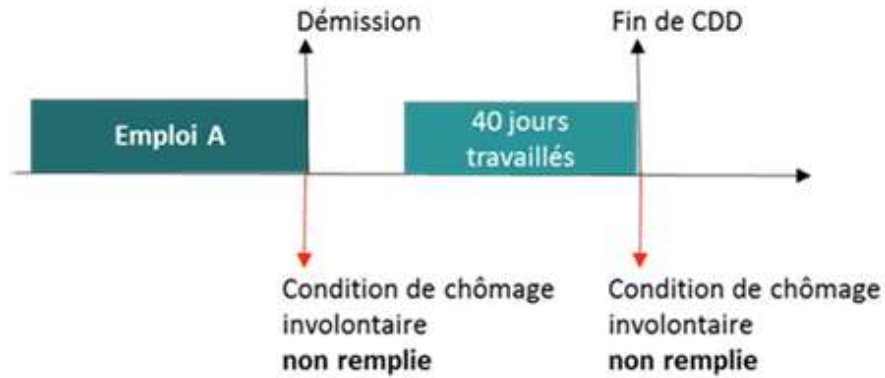 Démission
Fin de CDD
Emploi A
40 jours
travaillés
Condition de chômage
involontaire
non remplie
Condition de chômage
involontaire
non remplie